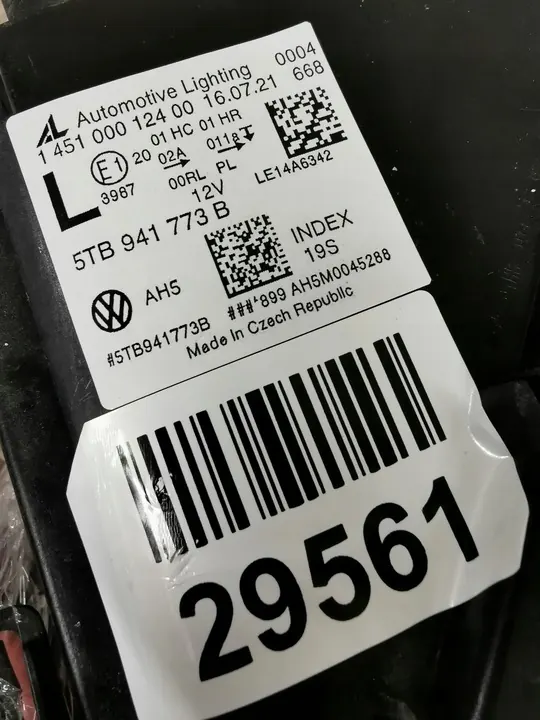 AL Automotive Lighting 0004
1 451 000 124 00 16.07.21 668
E1 20 01 HC 01 HR
02A 0118T
3987 00RL PL
L 12V LE14A6342
5TB 941 773 B
INDEX
AH5 19S
#5TB941773B ###*899 AH5M0045288
Made In Czech Republic
29561